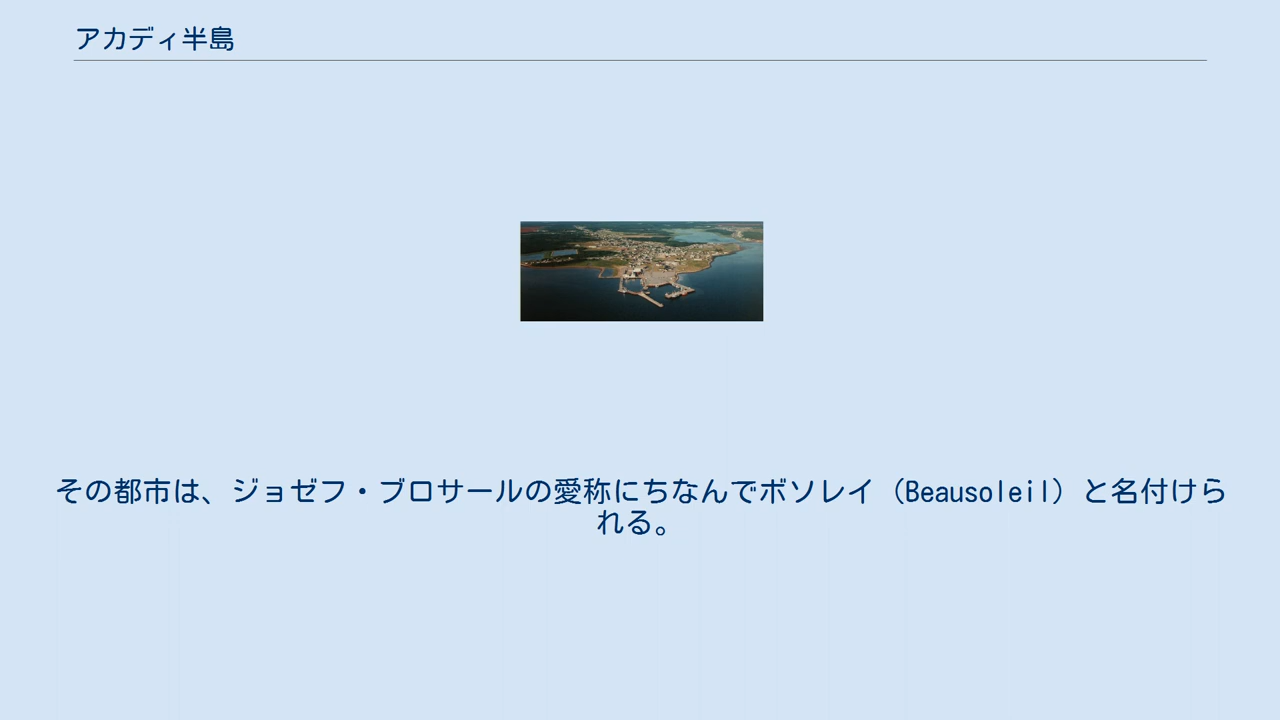 アカディ半島
その都市は、ジョゼフ・ブロサールの愛称にちなんでボソレイ（Beausoleil）と名付けら
れる。